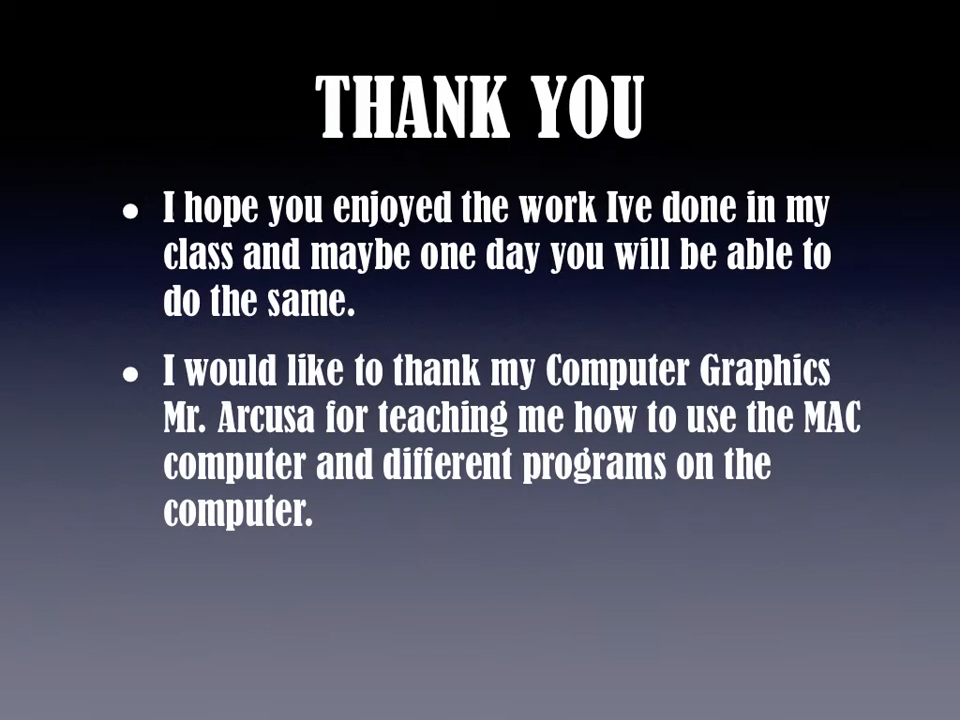 THANK YOU
• I hope you enjoyed the work Ive done in my
class and maybe one day you will be able to
do the same.
• I would like to thank my Computer Graphics
Mr. Arcusa for teaching me how to use the MAC
computer and different programs on the
computer.